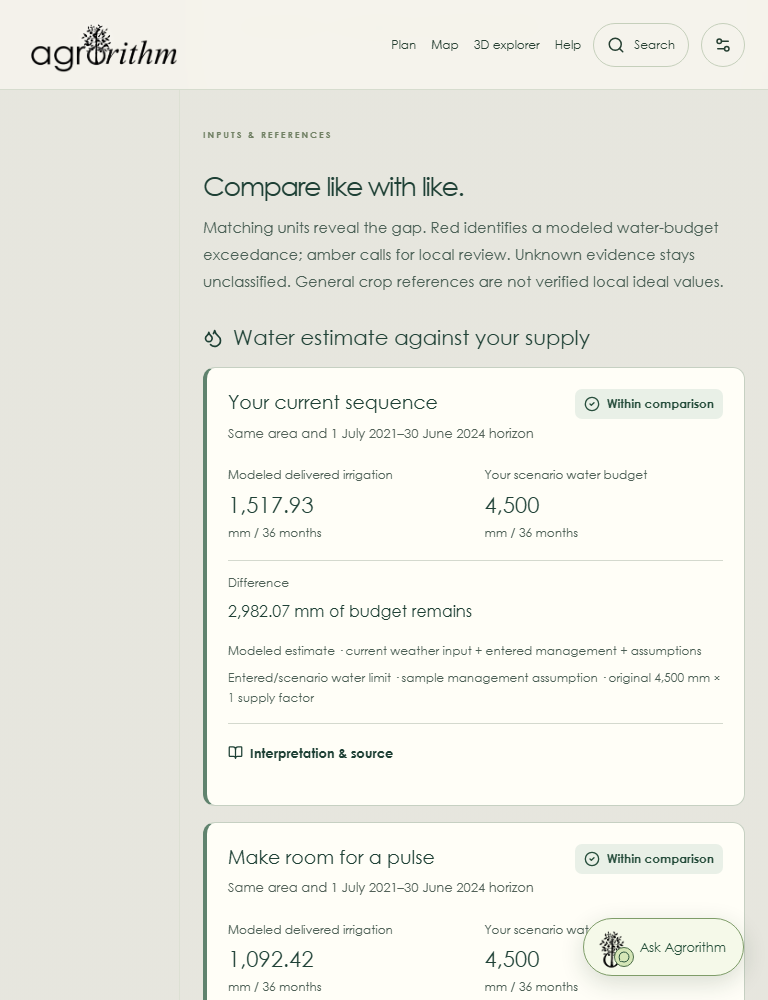 agrorithm
Plan Map 3D explorer Help Search
INPUTS & REFERENCES
Compare like with like.
Matching units reveal the gap. Red identifies a modeled water-budget
exceedance; amber calls for local review. Unknown evidence stays
unclassified. General crop references are not verified local ideal values.
Water estimate against your supply
Your current sequence
Within comparison
Same area and 1 July 2021–30 June 2024 horizon
Modeled delivered irrigation
Your scenario water budget
1,517.93
4,500
mm / 36 months
mm / 36 months
Difference
2,982.07 mm of budget remains
Modeled estimate · current weather input + entered management + assumptions
Entered/scenario water limit · sample management assumption · original 4,500 mm ×
1 supply factor
Interpretation & source
Make room for a pulse
Within comparison
Same area and 1 July 2021–30 June 2024 horizon
Modeled delivered irrigation
Your scenario
1,092.42
4,500
mm / 36 months
mm / 36 months
Ask Agrorithm